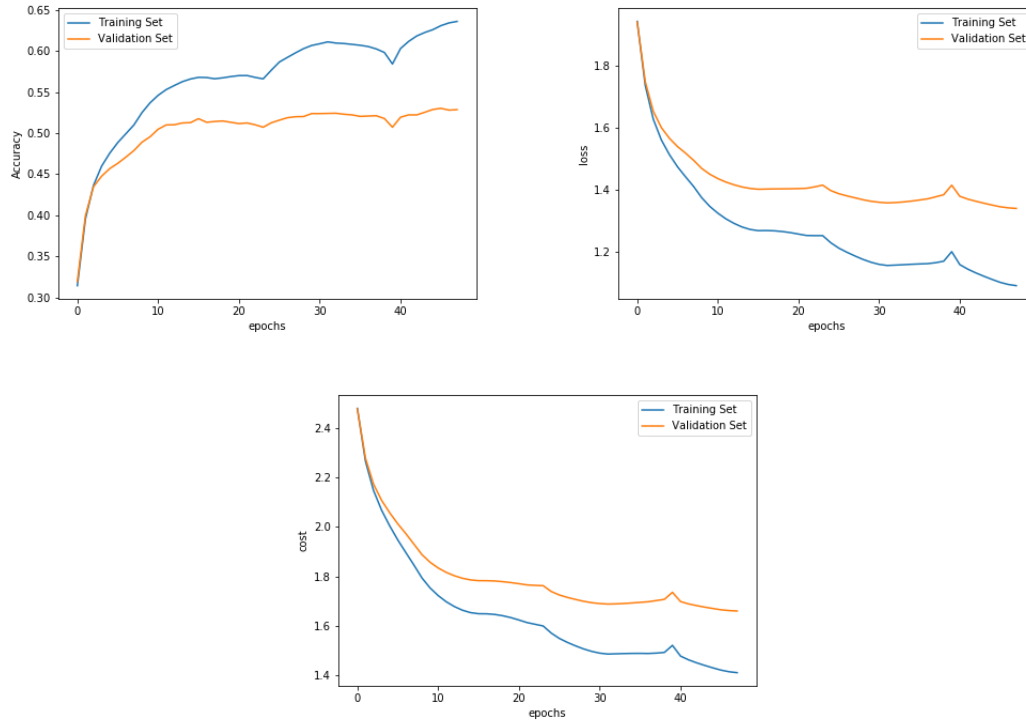 0.65
0.60
0.55
0.50
0.45
0.40
0.35
0.30
Accuracy
Training Set
Validation Set
0
10
20
30
40
epochs
1.8
1.6
1.4
1.2
loss
Training Set
Validation Set
0
10
20
30
40
epochs
2.4
2.2
2.0
1.8
1.6
1.4
cost
Training Set
Validation Set
0
10
20
30
40
epochs